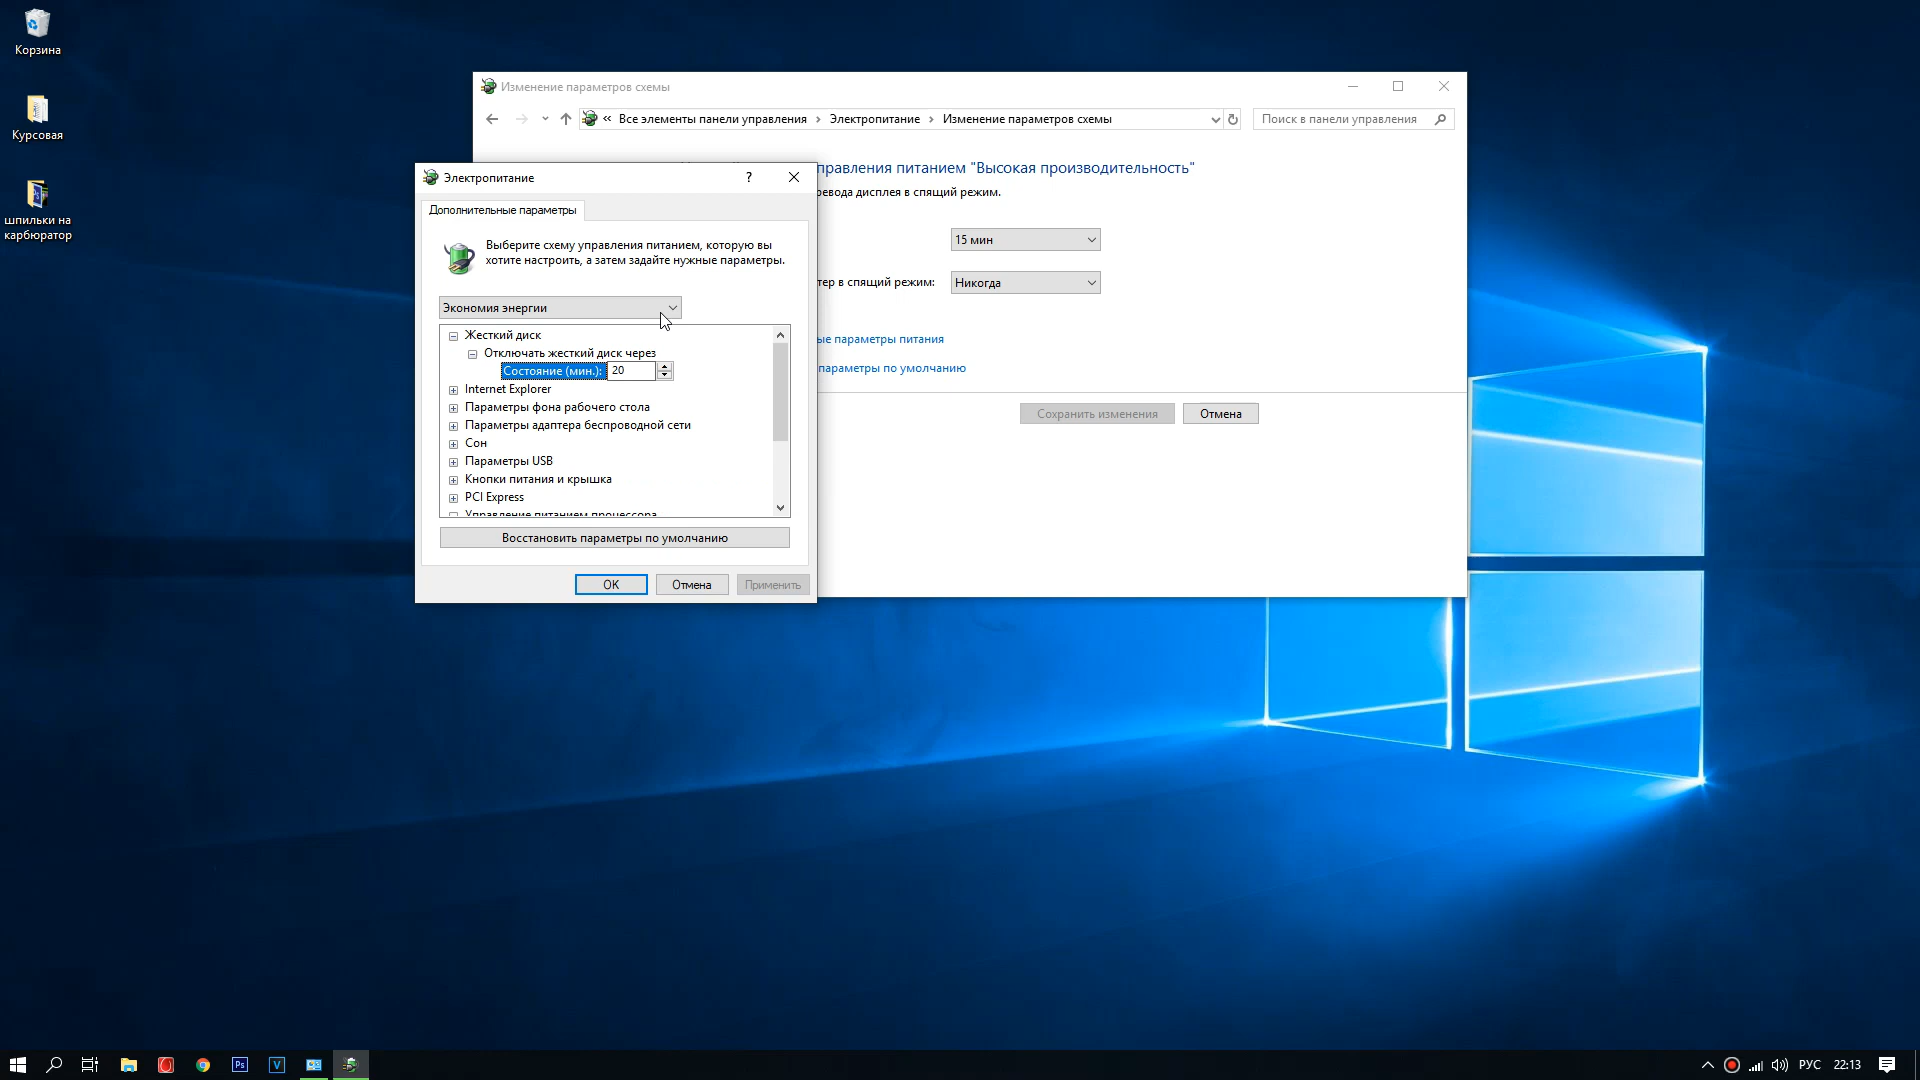 Корзина
Курсовая
шпильки на
карбюратор
Изменение параметров схемы
« Все элементы панели управления › Электропитание › Изменение параметров схемы
Поиск в панели управления
правления питанием "Высокая производительность"
ревода дисплея в спящий режим.
15 мин
тер в спящий режим:
Никогда
ые параметры питания
параметры по умолчанию
Сохранить изменения
Отмена
Электропитание
?
Дополнительные параметры
Выберите схему управления питанием, которую вы
хотите настроить, а затем задайте нужные параметры.
Экономия энергии
Жесткий диск
Отключать жесткий диск через
Состояние (мин.): 20
Internet Explorer
Параметры фона рабочего стола
Параметры адаптера беспроводной сети
Сон
Параметры USB
Кнопки питания и крышка
PCI Express
Управление питанием процессора
Восстановить параметры по умолчанию
OK
Отмена
Применить
Ps
V
РУС
22:13